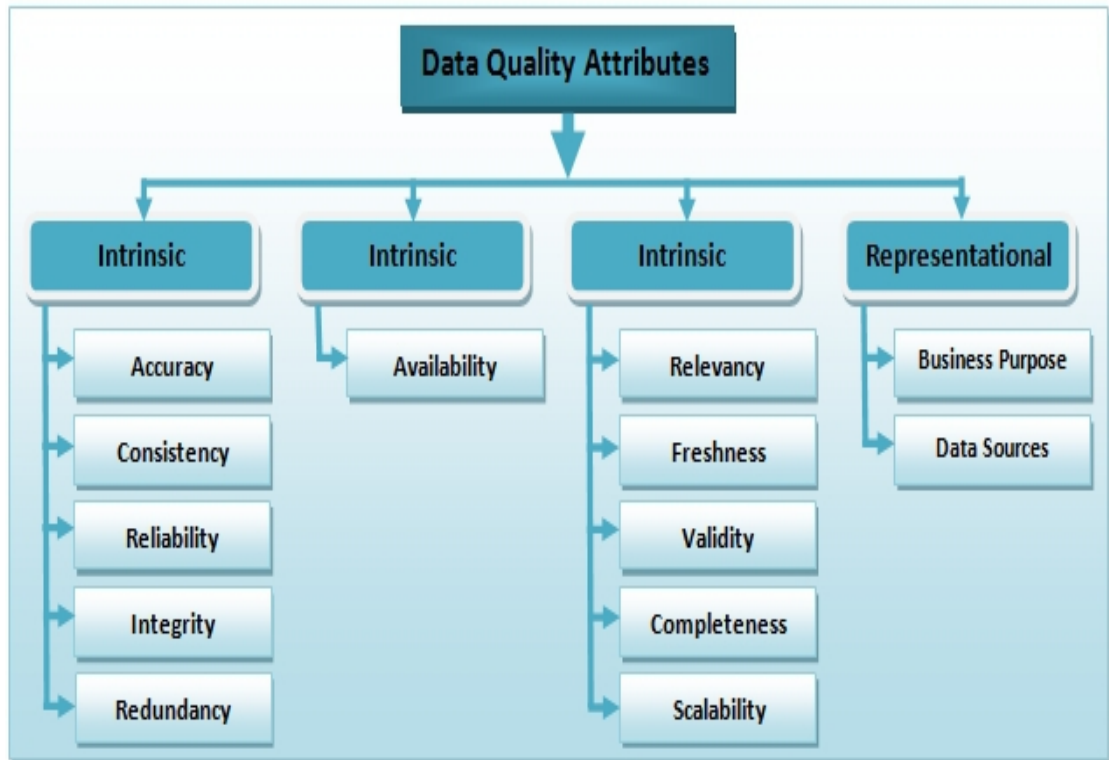 Data Quality Attributes
Intrinsic
Accuracy
Consistency
Reliability
Integrity
Redundancy
Intrinsic
Availability
Intrinsic
Relevancy
Freshness
Validity
Completeness
Scalability
Representational
Business Purpose
Data Sources